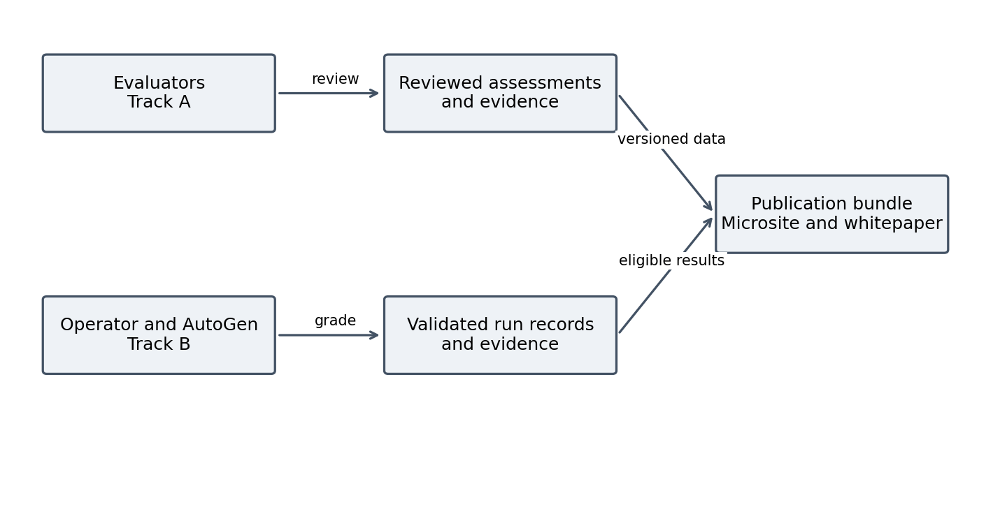 Evaluators
Track A
review
Reviewed assessments
and evidence
versioned data
Publication bundle
Microsite and whitepaper
eligible results
Operator and AutoGen
Track B
grade
Validated run records
and evidence